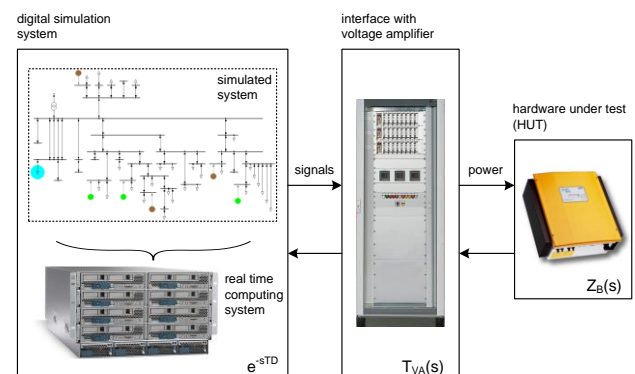 digital simulation
system
interface with
voltage amplifier
simulated
system
hardware under test
(HUT)
signals
power
real time
computing
system
Z_B(s)
e^-sTD
T_VA(s)